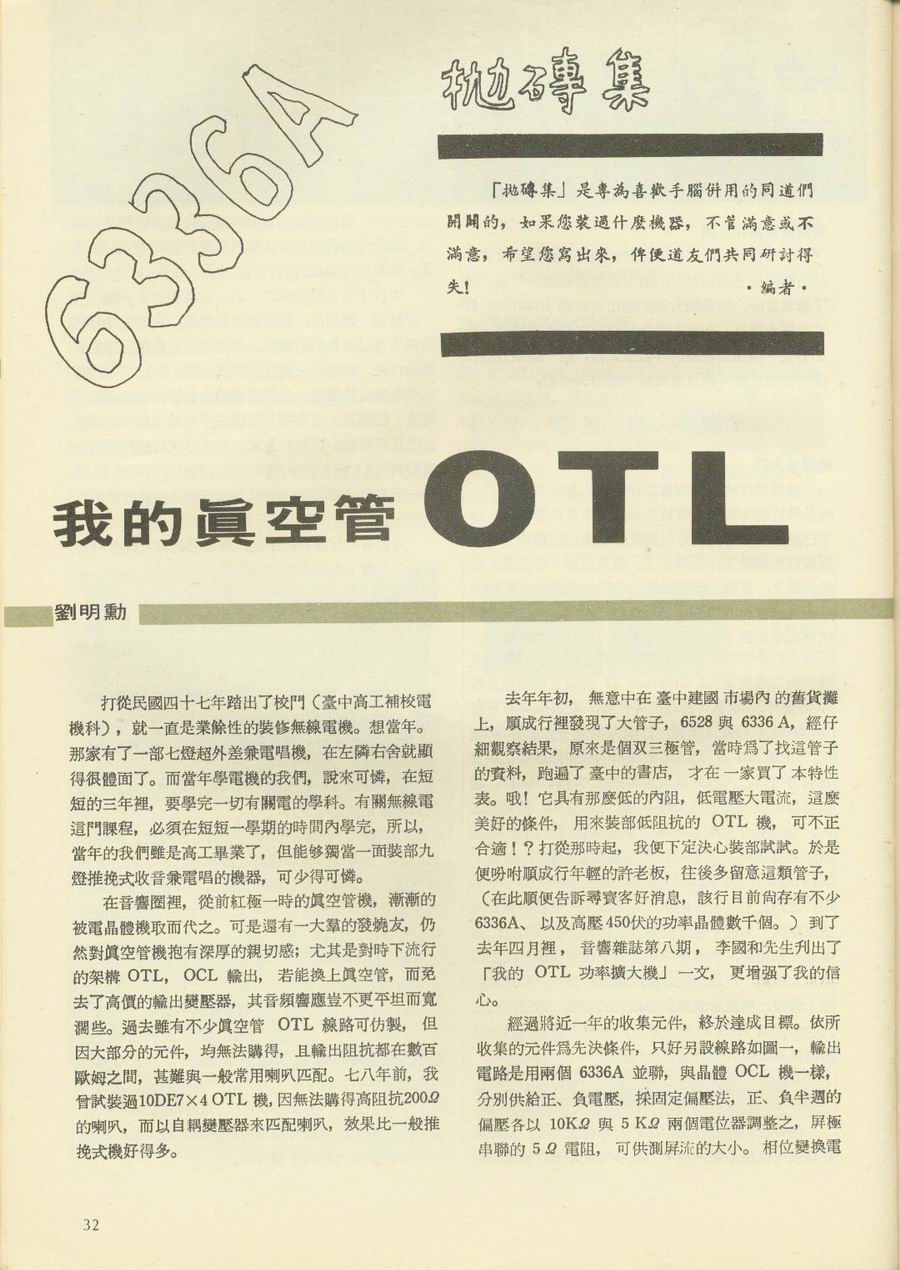 6336A
拋磚集
「拋磚集」是專為喜歡手腦併用的同道們
開闢的，如果您裝過什麼機器，不管滿意或不
滿意，希望您寫出來，俾便道友們共同研討得
失！
·編者·
我的眞空管OTL
劉明勳
打從民國四十七年踏出了校門（臺中高工補校電
機科），就一直是業餘性的裝修無線電機。想當年。
那家有了一部七燈超外差兼電唱機，在左隣右舍就顯
得很體面了。而當年學電機的我們，說來可憐，在短
短的三年裡，要學完一切有關電的學科。有關無線電
這門課程，必須在短短一學期的時間內學完，所以，
當年的我們雖是高工畢業了，但能够獨當一面裝部九
燈推挽式收音兼電唱的機器，可少得可憐。
在音響圈裡，從前紅極一時的眞空管機，漸漸的
被電晶體機取而代之。可是還有一大羣的發燒友，仍
然對眞空管機抱有深厚的親切感；尤其是對時下流行
的架構 OTL， OCL 輸出， 若能換上眞空管，而免
去了高價的輸出變壓器，其音頻響應豈不更平坦而寬
濶些。過去雖有不少眞空管 OTL 線路可仿製， 但
因大部分的元件，均無法購得，且輸出阻抗都在數百
歐姆之間，甚難與一般常用喇叭匹配。七八年前，我
曾試裝過10DE7×4 OTL 機，因無法購得高阻抗200Ω
的喇叭，而以自耦變壓器來匹配喇叭，效果比一般推
挽式機好得多。
去年年初， 無意中在 臺中建國 市場內 的舊貨攤
上，順成行裡發現了大管子，6528 與 6336 A，經仔
細觀察結果，原來是個双三極管，當時爲了找這管子
的資料，跑遍了 臺中的書店， 才在 一家買了 本特性
表。哦！它具有那麽低的內阻，低電壓大電流，這麽
美好的條件， 用來裝部低阻抗的 OTL 機， 可不正
合適！？打從那時起，我便下定決心裝部試試。於是
便吩咐順成行年輕的許老板，往後多留意這類管子，
（在此順便告訴尋寶客好消息，該行目前尙存有不少
6336A、 以及高壓 450伏的功率晶體數千個。）到了
去年四月裡， 音響雜誌第八期， 李國和先生刋出了
「我的 OTL 功率擴大機」一文， 更增强了我的信
心。
經過將近一年的收集元件，終於達成目標。依所
收集的元件爲先決條件，只好另設線路如圖一，輸出
電路是用兩個 6336A 並聯，與晶體 OCL 機一樣，
分別供給正、負電壓，採固定偏壓法，正、負半週的
偏壓各以 10KΩ 與 5 KΩ 兩個電位器調整之，屏極
串聯的 5 Ω 電阻， 可供測屏流的大小。 相位變換電
32